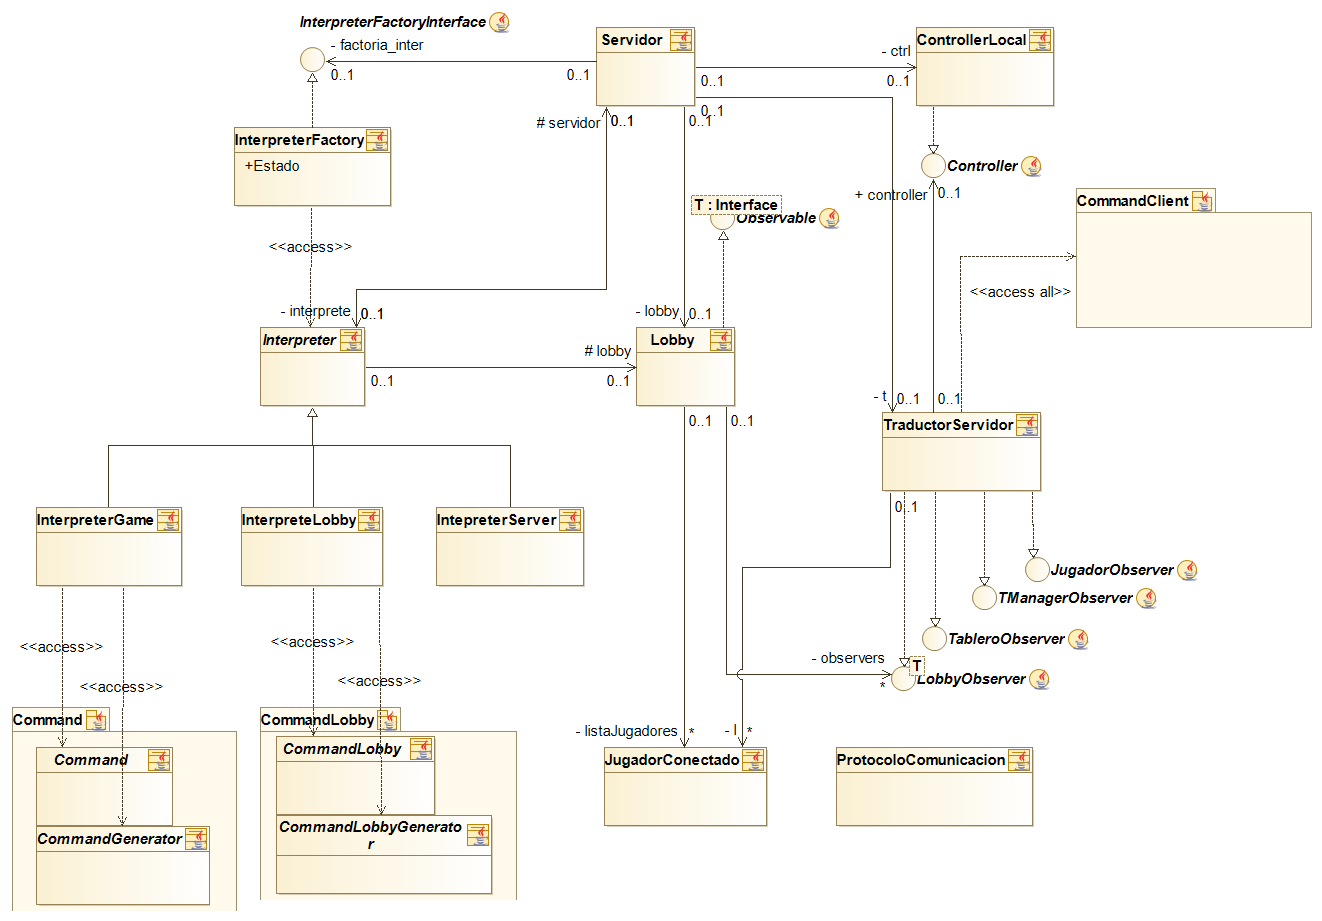 InterpreterFactoryInterface
- factoria_inter
0..1
0..1
Servidor
0..1
- ctrl
0..1
ControllerLocal
0..1
0..1
# servidor
0..1
InterpreterFactory
+Estado
Controller
+ controller
0..1
T : Interface
Observable
CommandClient
<<access>>
<<access all>>
- interprete
0..1
- lobby
0..1
Interpreter
0..1
# lobby
0..1
Lobby
0..1
0..1
- t
0..1
0..1
TraductorServidor
0..1
InterpreterGame
InterpreteLobby
IntepreterServer
JugadorObserver
TManagerObserver
TableroObserver
T
LobbyObserver
- observers
*
<<access>>
<<access>>
<<access>>
<<access>>
Command
Command
CommandGenerator
CommandLobby
CommandLobby
CommandLobbyGenerato
r
- listaJugadores
*
- l
*
JugadorConectado
ProtocoloComunicacion